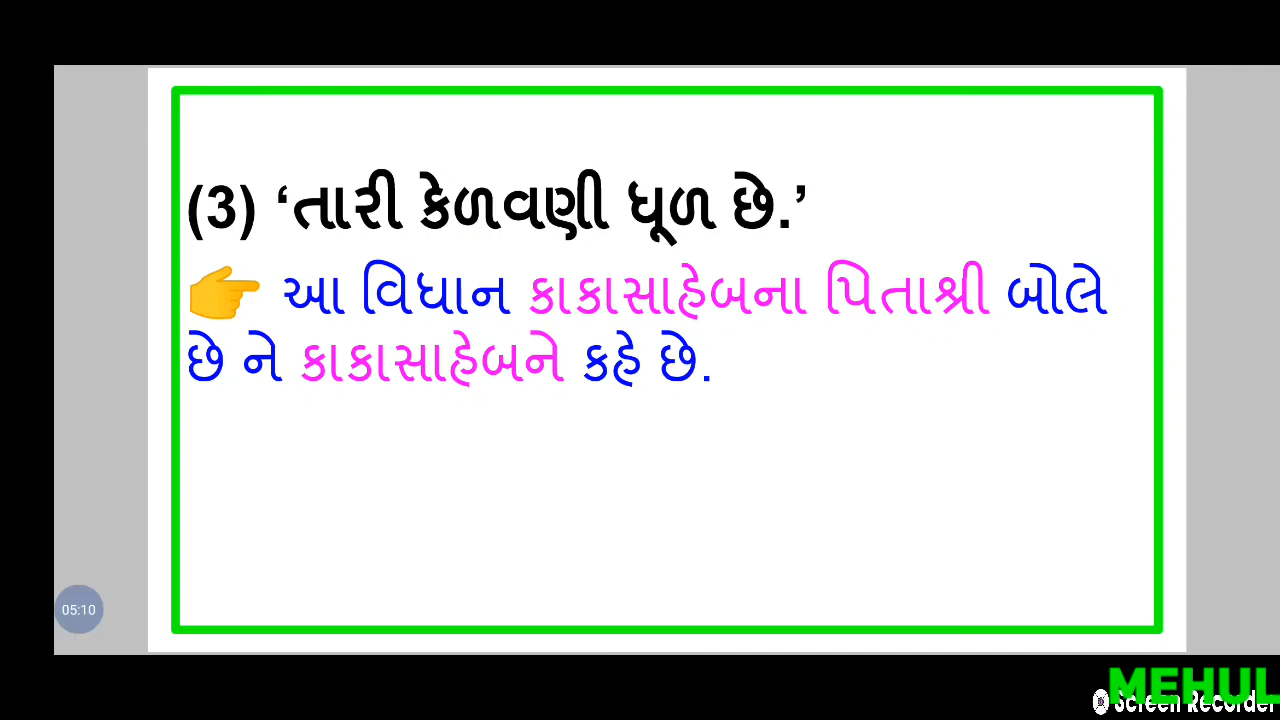 (3) ‘તારી કેળવણી ધૂળ છે.’
👉 આ વિધાન કાકાસાહેબના પિતાશ્રી બોલે
છે ને કાકાસાહેબને કહે છે.
05:10
MEHUL
Screen Recorder